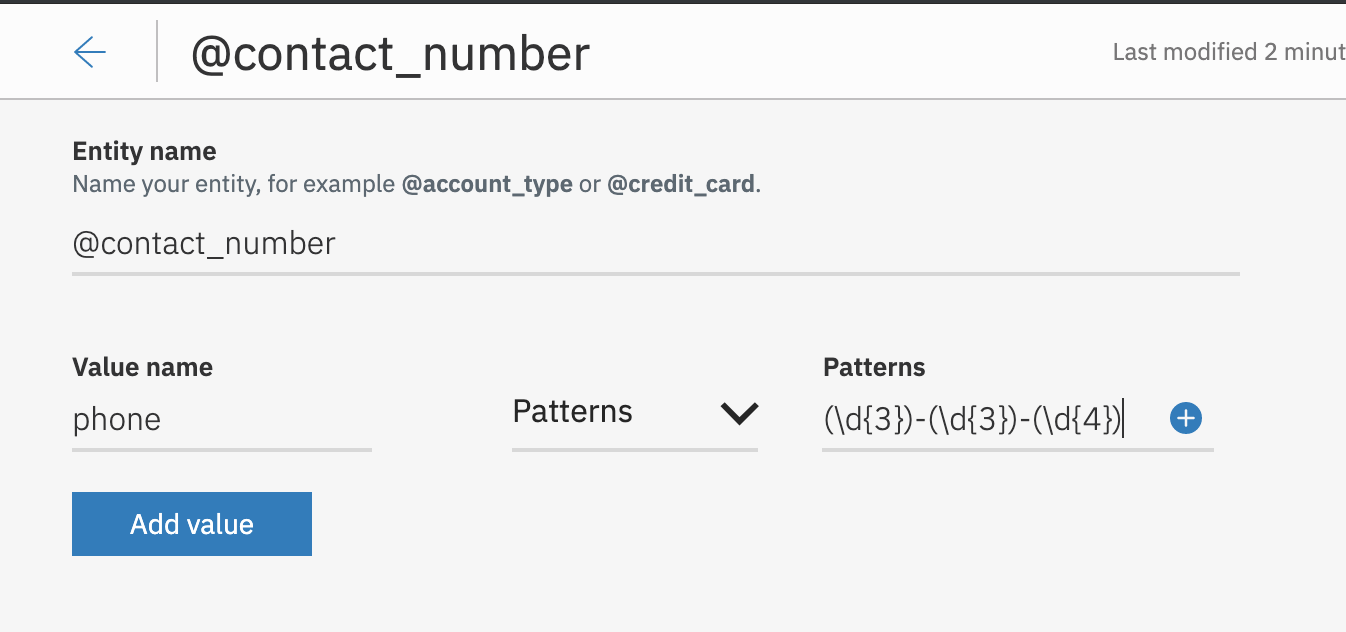 @contact_number
Last modified 2 minut
Entity name
Name your entity, for example @account_type or @credit_card.
@contact_number
Value name
Patterns
phone
Patterns
(\d{3})-(\d{3})-(\d{4})
Add value